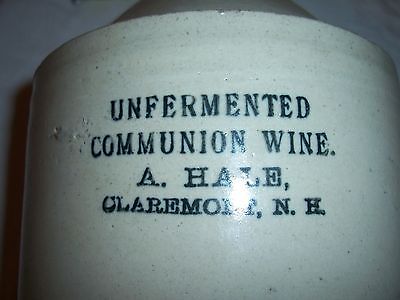 UNFERMENTED
COMMUNION WINE.
A. HALE,
CLAREMONT, N. H.